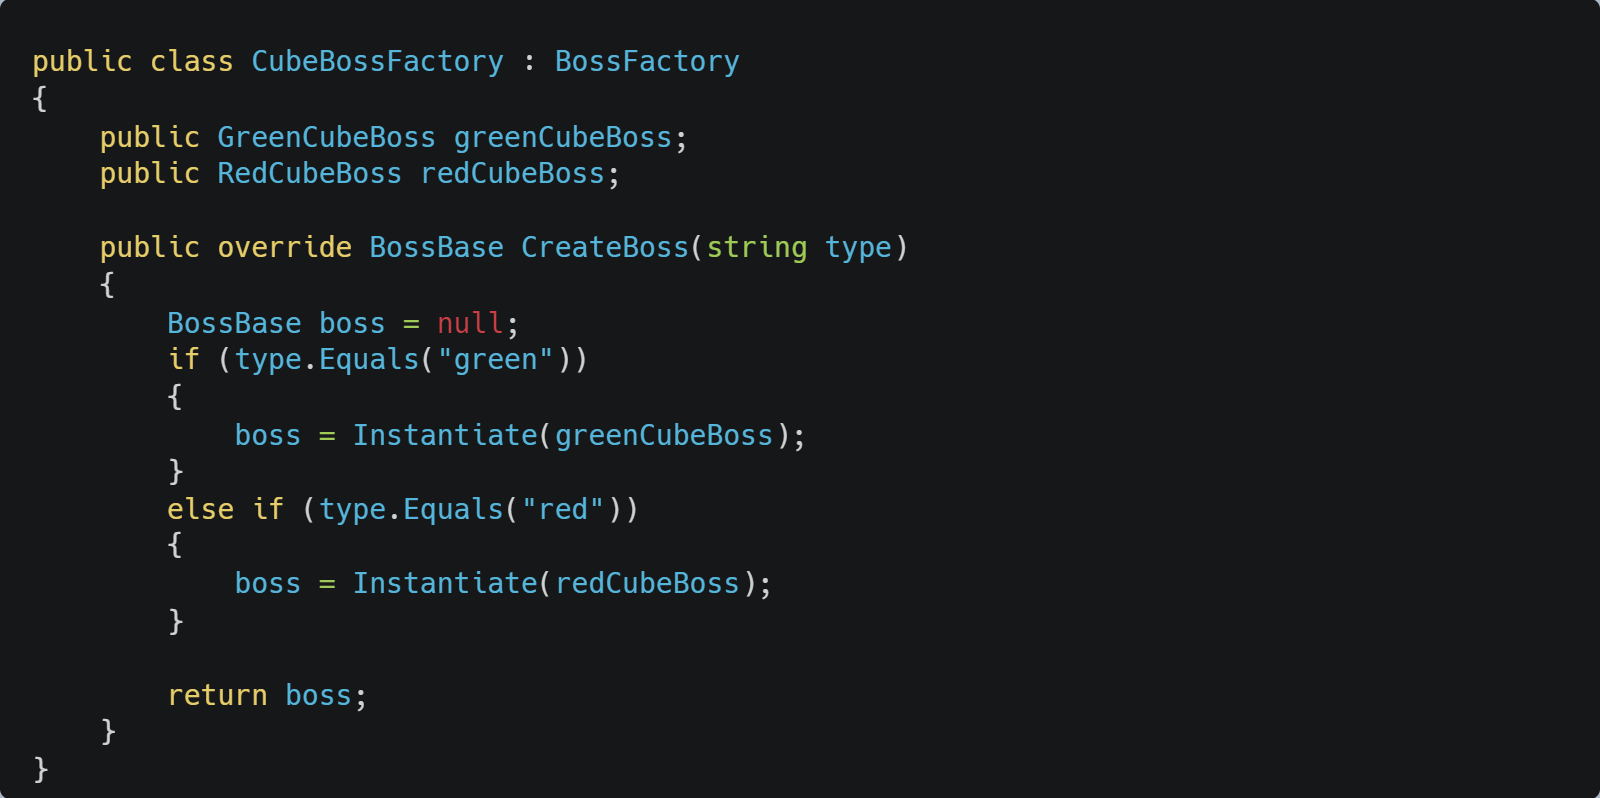 public class CubeBossFactory : BossFactory
{
    public GreenCubeBoss greenCubeBoss;
    public RedCubeBoss redCubeBoss;

    public override BossBase CreateBoss(string type)
    {
        BossBase boss = null;
        if (type.Equals("green"))
        {
            boss = Instantiate(greenCubeBoss);
        }
        else if (type.Equals("red"))
        {
            boss = Instantiate(redCubeBoss);
        }

        return boss;
    }
}